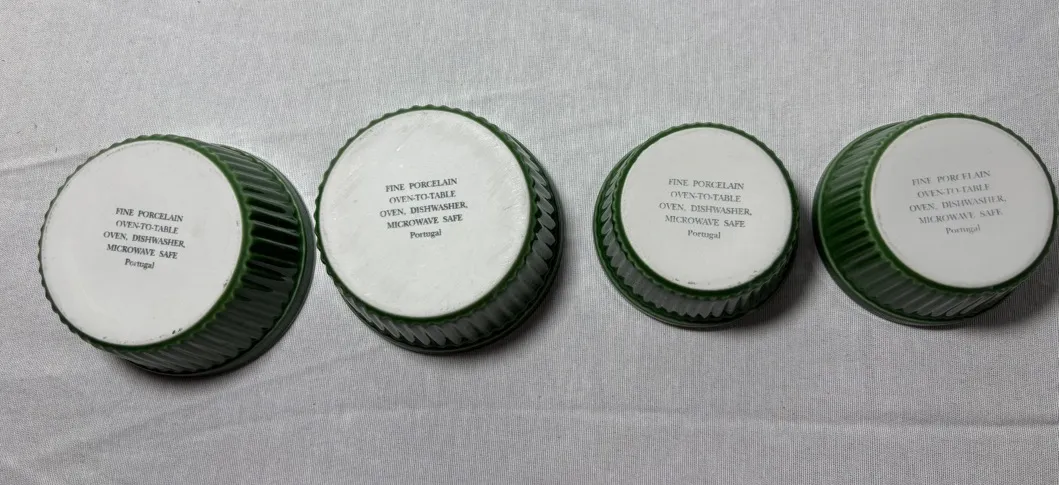 FINE PORCELAIN
OVEN-TO-TABLE
OVEN, DISHWASHER,
MICROWAVE SAFE
Portugal
FINE PORCELAIN
OVEN-TO-TABLE
OVEN, DISHWASHER,
MICROWAVE SAFE
Portugal
FINE PORCELAIN
OVEN-TO-TABLE
OVEN, DISHWASHER,
MICROWAVE SAFE
Portugal
FINE PORCELAIN
OVEN-TO-TABLE
OVEN, DISHWASHER,
MICROWAVE SAFE
Portugal